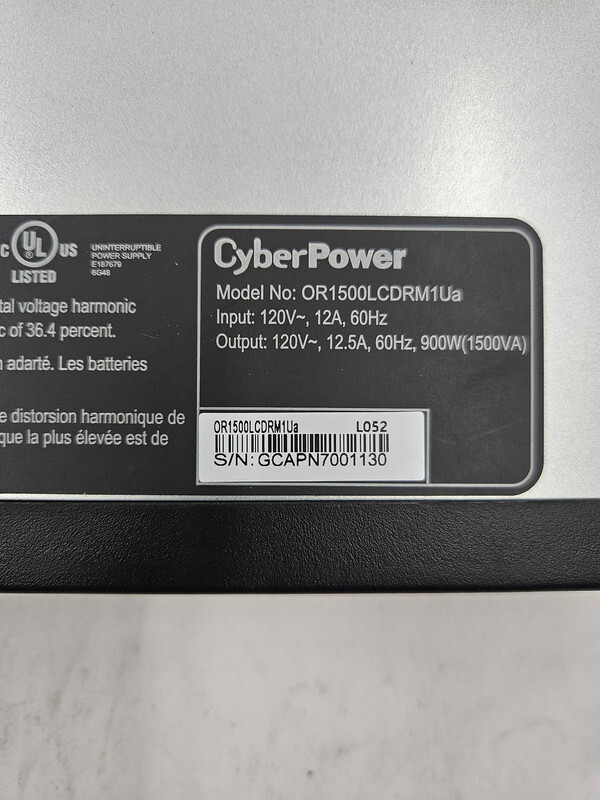 C UL US
LISTED
UNINTERRUPTIBLE
POWER SUPPLY
E187679
6G48
tal voltage harmonic
c of 36.4 percent.
n adarté. Les batteries
e distorsion harmonique de
que la plus élevée est de
CyberPower
Model No: OR1500LCDRM1Ua
Input: 120V~, 12A, 60Hz
Output: 120V~, 12.5A, 60Hz, 900W(1500VA)
OR1500LCDRM1Ua L052
S/N: GCAPN7001130